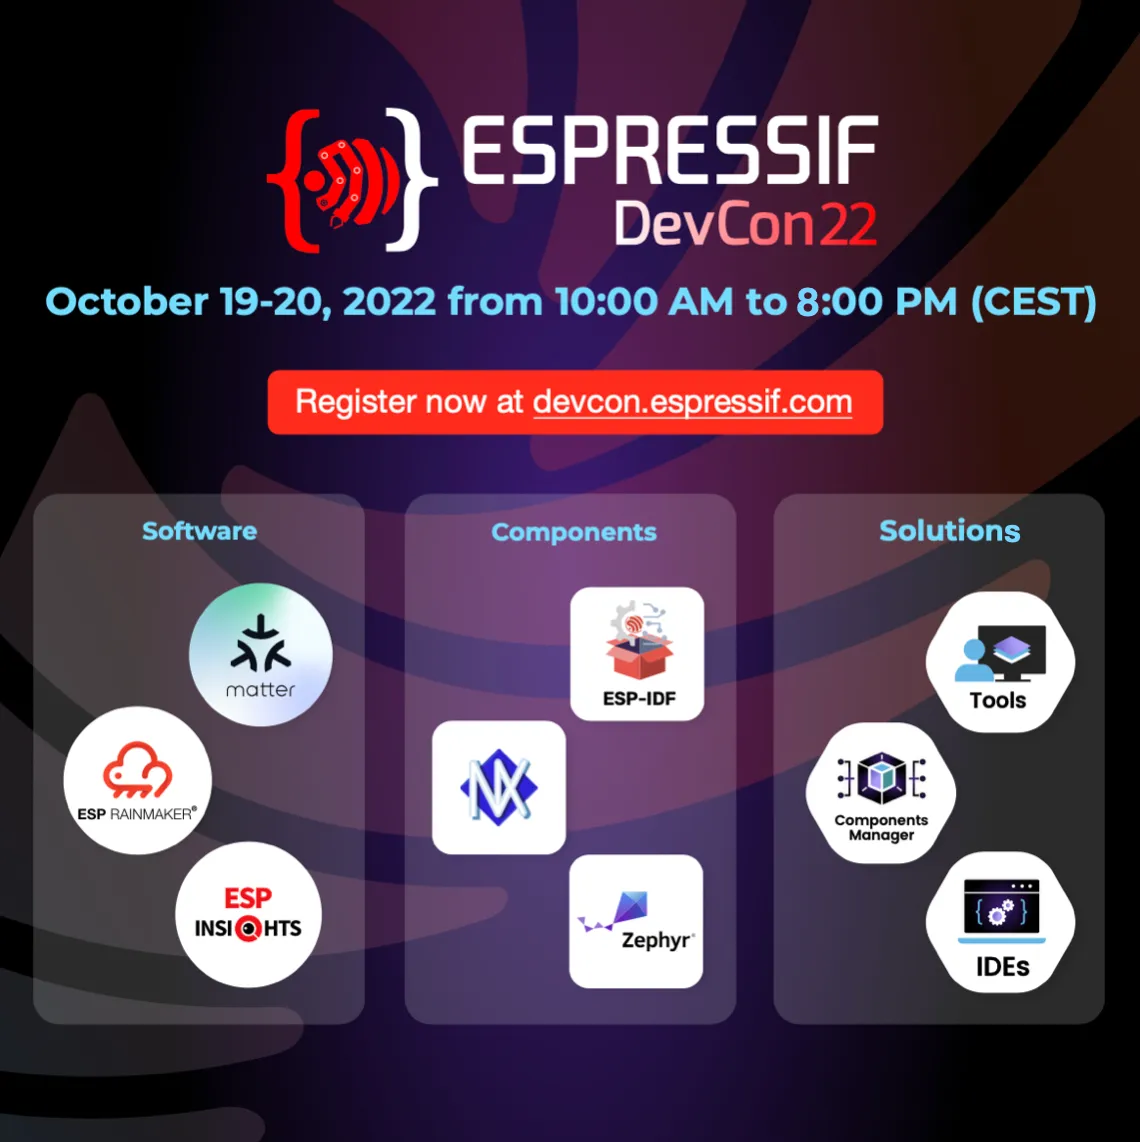 ESPRESSIF
DevCon22
October 19-20, 2022 from 10:00 AM to 8:00 PM (CEST)
Register now at devcon.espressif.com
Software
matter
ESP RAINMAKER®
ESP
INSIGHTS
Components
ESP-IDF
NX
Zephyr®
Solutions
Tools
Components
Manager
IDEs